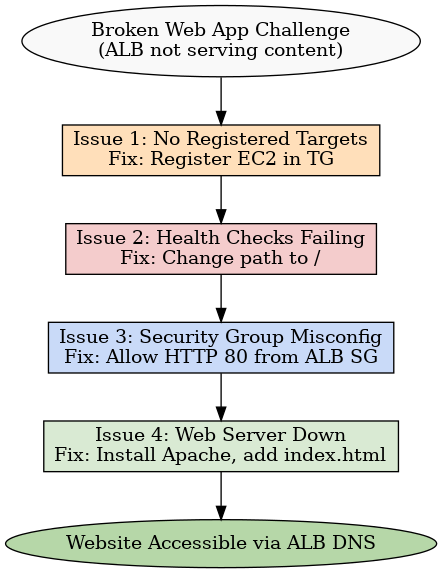 Broken Web App Challenge
(ALB not serving content)
Issue 1: No Registered Targets
Fix: Register EC2 in TG
Issue 2: Health Checks Failing
Fix: Change path to /
Issue 3: Security Group Misconfig
Fix: Allow HTTP 80 from ALB SG
Issue 4: Web Server Down
Fix: Install Apache, add index.html
Website Accessible via ALB DNS